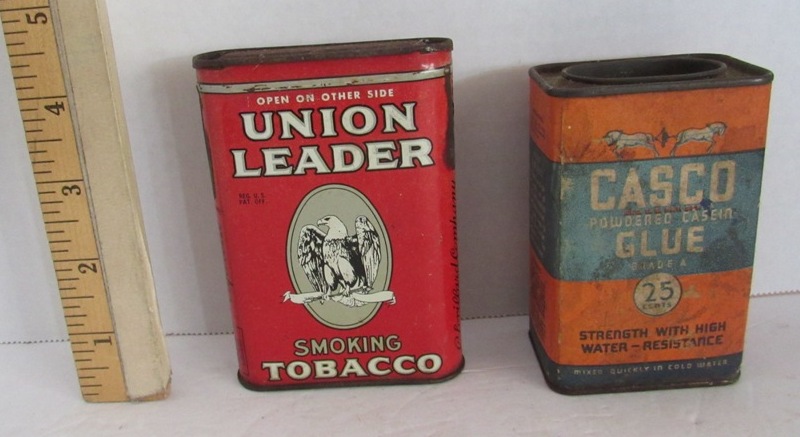 5
4
3
2
1
OPEN ON OTHER SIDE
UNION
LEADER
REG. U.S.
PAT. OFF.
SMOKING
TOBACCO
CASCO
POWDERED CASEIN
GLUE
GRADE A
25
CENTS
STRENGTH WITH HIGH
WATER-RESISTANCE
MIXED QUICKLY IN COLD WATER